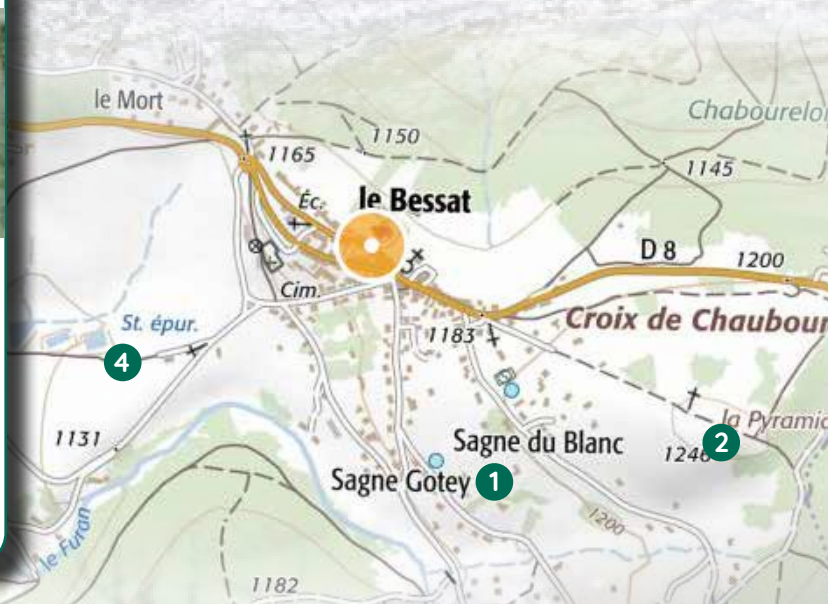 le Mort
1165
1150
Chabourelo
1145
Éc.
le Bessat
D 8
1200
Cim.
St. épur.
Croix de Chaubour
1183
4
1131
la Pyramid
2
1246
Sagne du Blanc
Sagne Gotey
1
1200
le Furan
1182